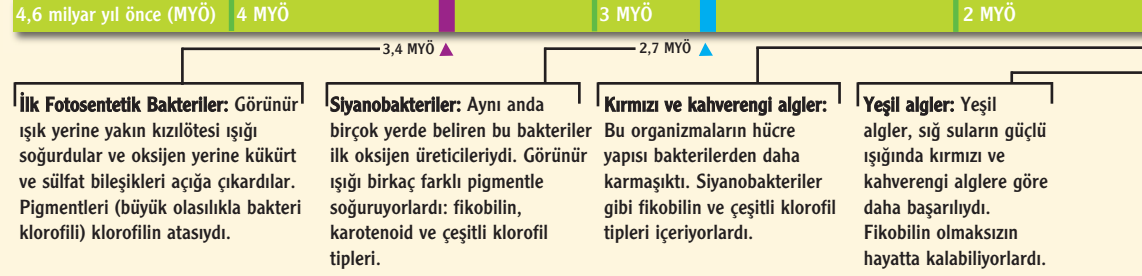 4,6 milyar yıl önce (MYÖ) 4 MYÖ 3 MYÖ 2 MYÖ
3,4 MYÖ 2,7 MYÖ
İlk Fotosentetik Bakteriler: Görünür
ışık yerine yakın kızılötesi ışığı
soğurdular ve oksijen yerine kükürt
ve sülfat bileşikleri açığa çıkardılar.
Pigmentleri (büyük olasılıkla bakteri
klorofili) klorofilin atasıydı.
Siyanobakteriler: Aynı anda
birçok yerde beliren bu bakteriler
ilk oksijen üreticileriydi. Görünür
ışığı birkaç farklı pigmentle
soğuruyorlardı: fikobilin,
karotenoid ve çeşitli klorofil
tipleri.
Kırmızı ve kahverengi algler:
Bu organizmaların hücre
yapısı bakterilerden daha
karmaşıktı. Siyanobakteriler
gibi fikobilin ve çeşitli klorofil
tipleri içeriyorlardı.
Yeşil algler: Yeşil
algler, sığ suların güçlü
ışığında kırmızı ve
kahverengi alglere göre
daha başarılıydı.
Fikobilin olmaksızın
hayatta kalabiliyorlardı.